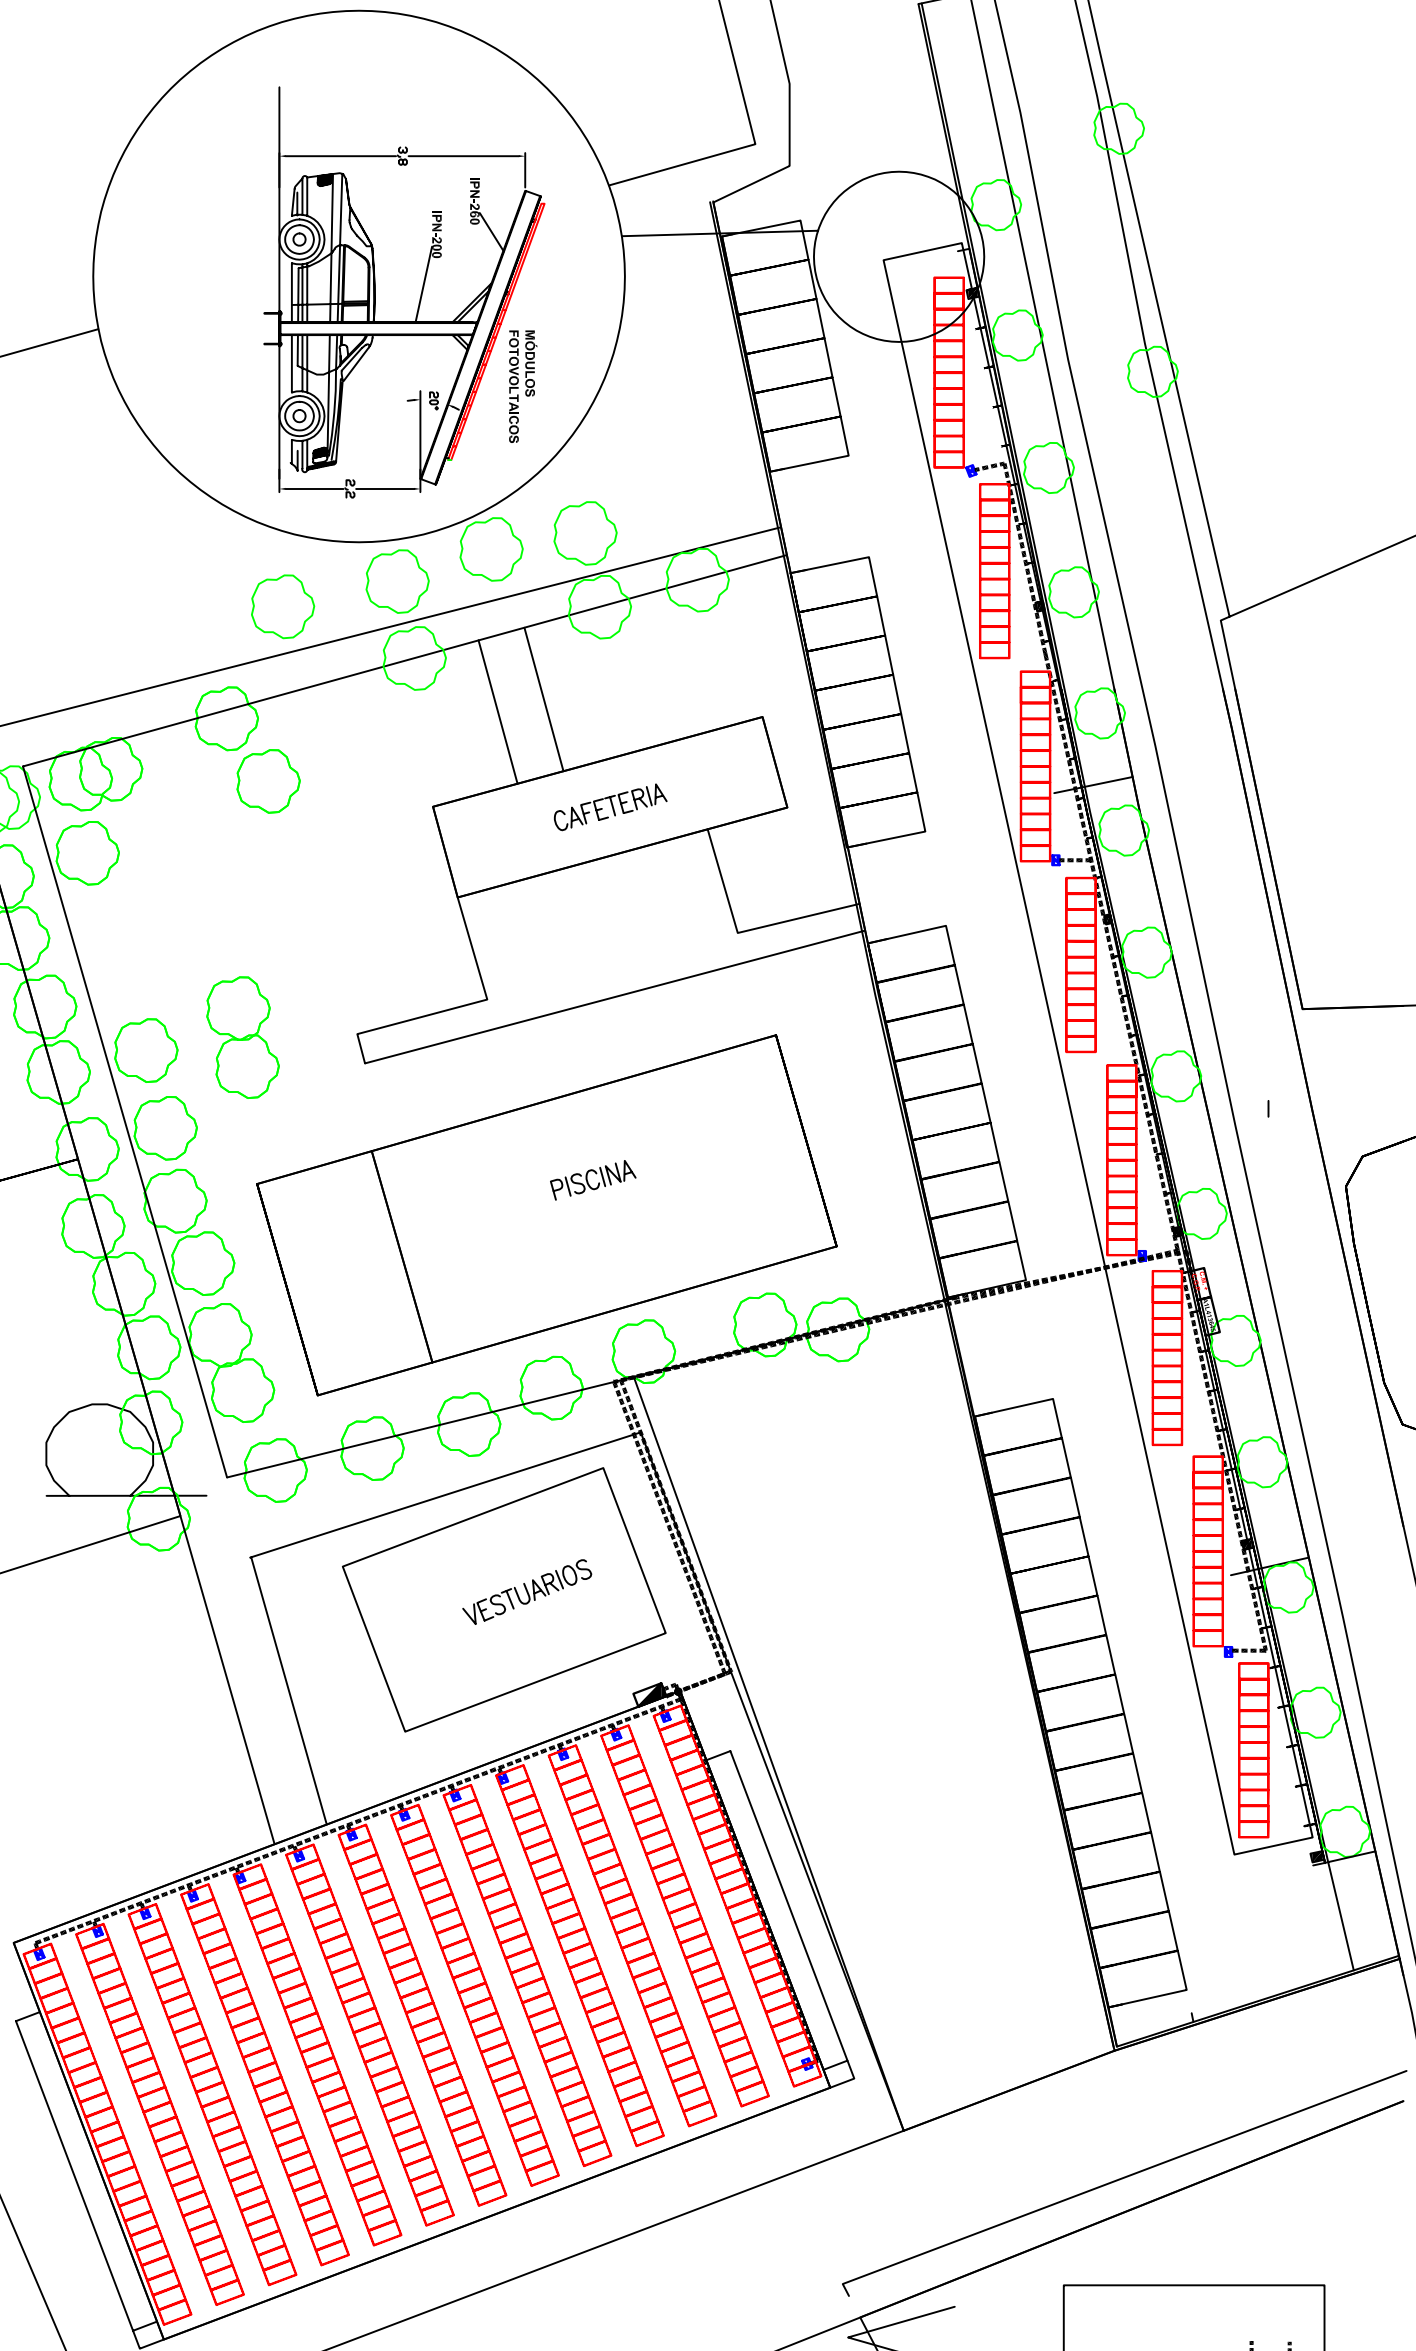 3,8
IPN-260
IPN-200
MÓDULOS
FOTOVOLTAICOS
20°
2,2
CAFETERIA
PISCINA
VESTUARIOS